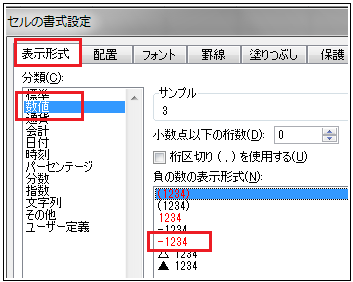 セルの書式設定
表示形式 配置 フォント 罫線 塗りつぶし 保護
分類(C):
標準
数値
通貨
会計
日付
時刻
パーセンテージ
分数
指数
文字列
その他
ユーザー定義
サンプル
3
小数点以下の桁数(D): 0
桁区切り(,)を使用する(U)
負の数の表示形式(N):
(1234)
(1234)
1234
-1234
-1234
△ 1234
▲ 1234